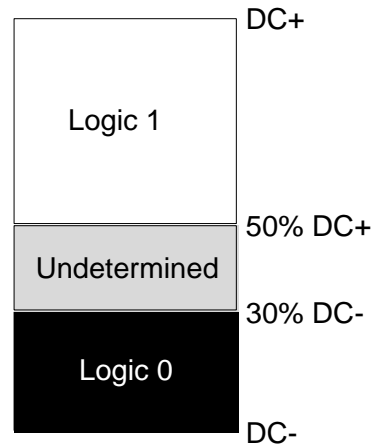 DC+
Logic 1
50% DC+
Undetermined
30% DC-
Logic 0
DC-